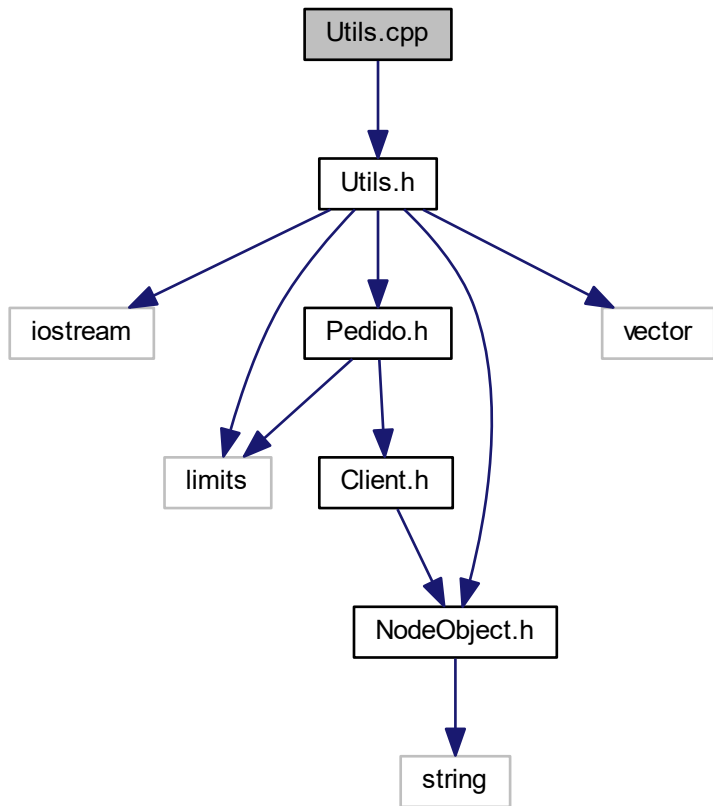 Utils.cpp
Utils.h
iostream
Pedido.h
vector
limits
Client.h
NodeObject.h
string